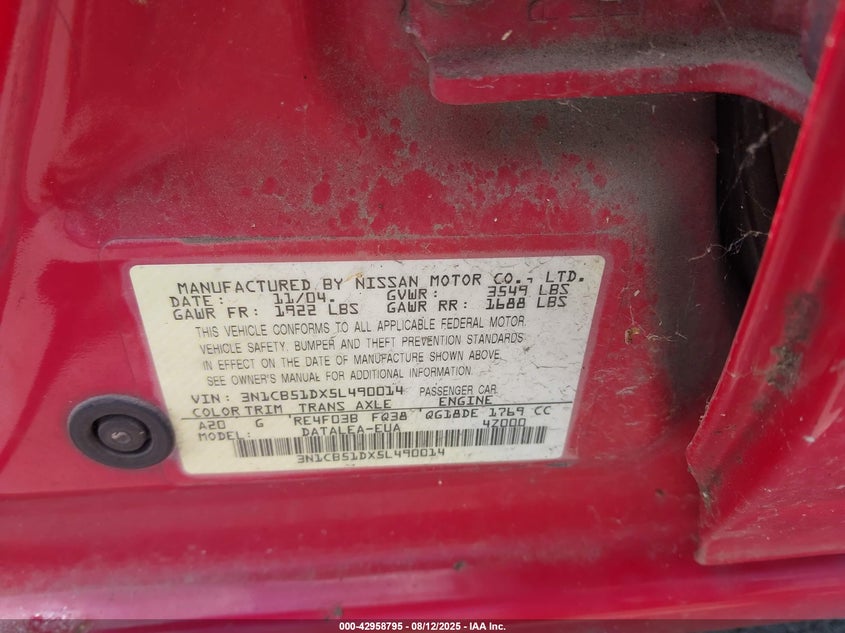 MANUFACTURED BY NISSAN MOTOR CO., LTD.
DATE: 11/04. GVWR: 3549 LBS
GAWR FR: 1922 LBS GAWR RR: 1688 LBS
THIS VEHICLE CONFORMS TO ALL APPLICABLE FEDERAL MOTOR
VEHICLE SAFETY, BUMPER AND THEFT PREVENTION STANDARDS
IN EFFECT ON THE DATE OF MANUFACTURE SHOWN ABOVE.
SEE OWNER'S MANUAL FOR ADDITIONAL INFORMATION.
VIN: 3N1CB51DX5L490014 PASSENGER CAR
COLOR TRIM TRANS AXLE ENGINE
A20 G RE4F03B FQ38 QG18DE 1769 CC
MODEL: DATALEA-EUA 4Z000
3N1CB51DX5L490014
000-42958795 - 08/12/2025 - IAA Inc.